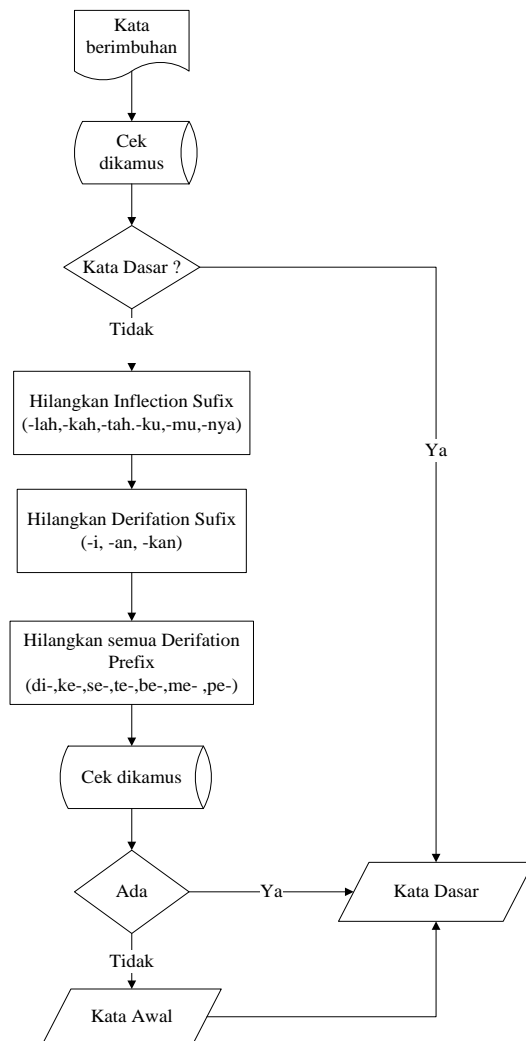 Kata
berimbuhan
Cek
dikamus
Kata Dasar ?
Tidak
Hilangkan Inflection Sufix
(-lah,-kah,-tah.-ku,-mu,-nya)
Ya
Hilangkan Derifation Sufix
(-i, -an, -kan)
Hilangkan semua Derifation
Prefix
(di-,ke-,se-,te-,be-,me- ,pe-)
Cek dikamus
Ada
Ya
Kata Dasar
Tidak
Kata Awal